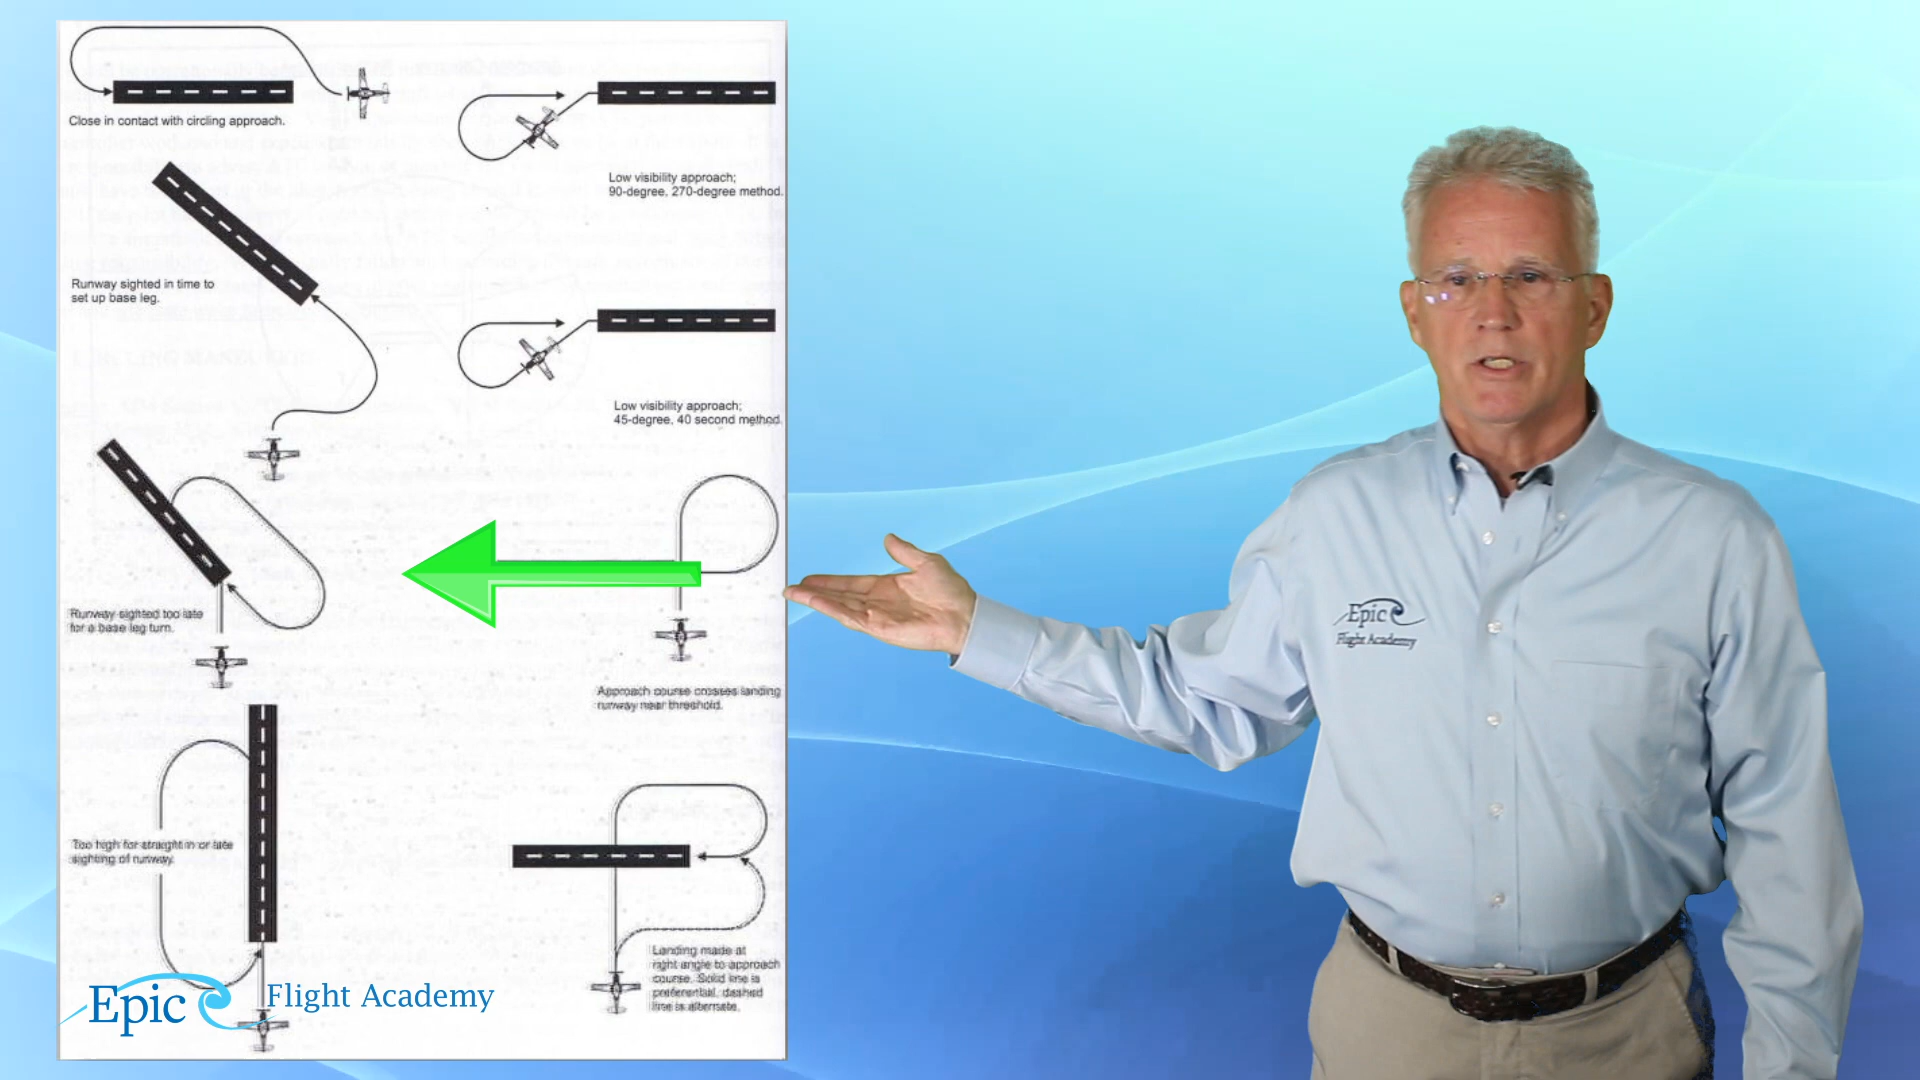 Close in contact with circling approach.
Low visibility approach;
90-degree, 270-degree method.
Runway sighted in time to
set up base leg.
Low visibility approach;
45-degree, 40 second method.
Runway sighted too late
for a base leg turn.
Approach course crosses landing
runway near threshold.
Too high for straight in or late
sighting of runway.
Landing made at
right angle to approach
course. Solid line is
preferential, dashed
line is alternate.
Epic Flight Academy
Epic
Flight Academy